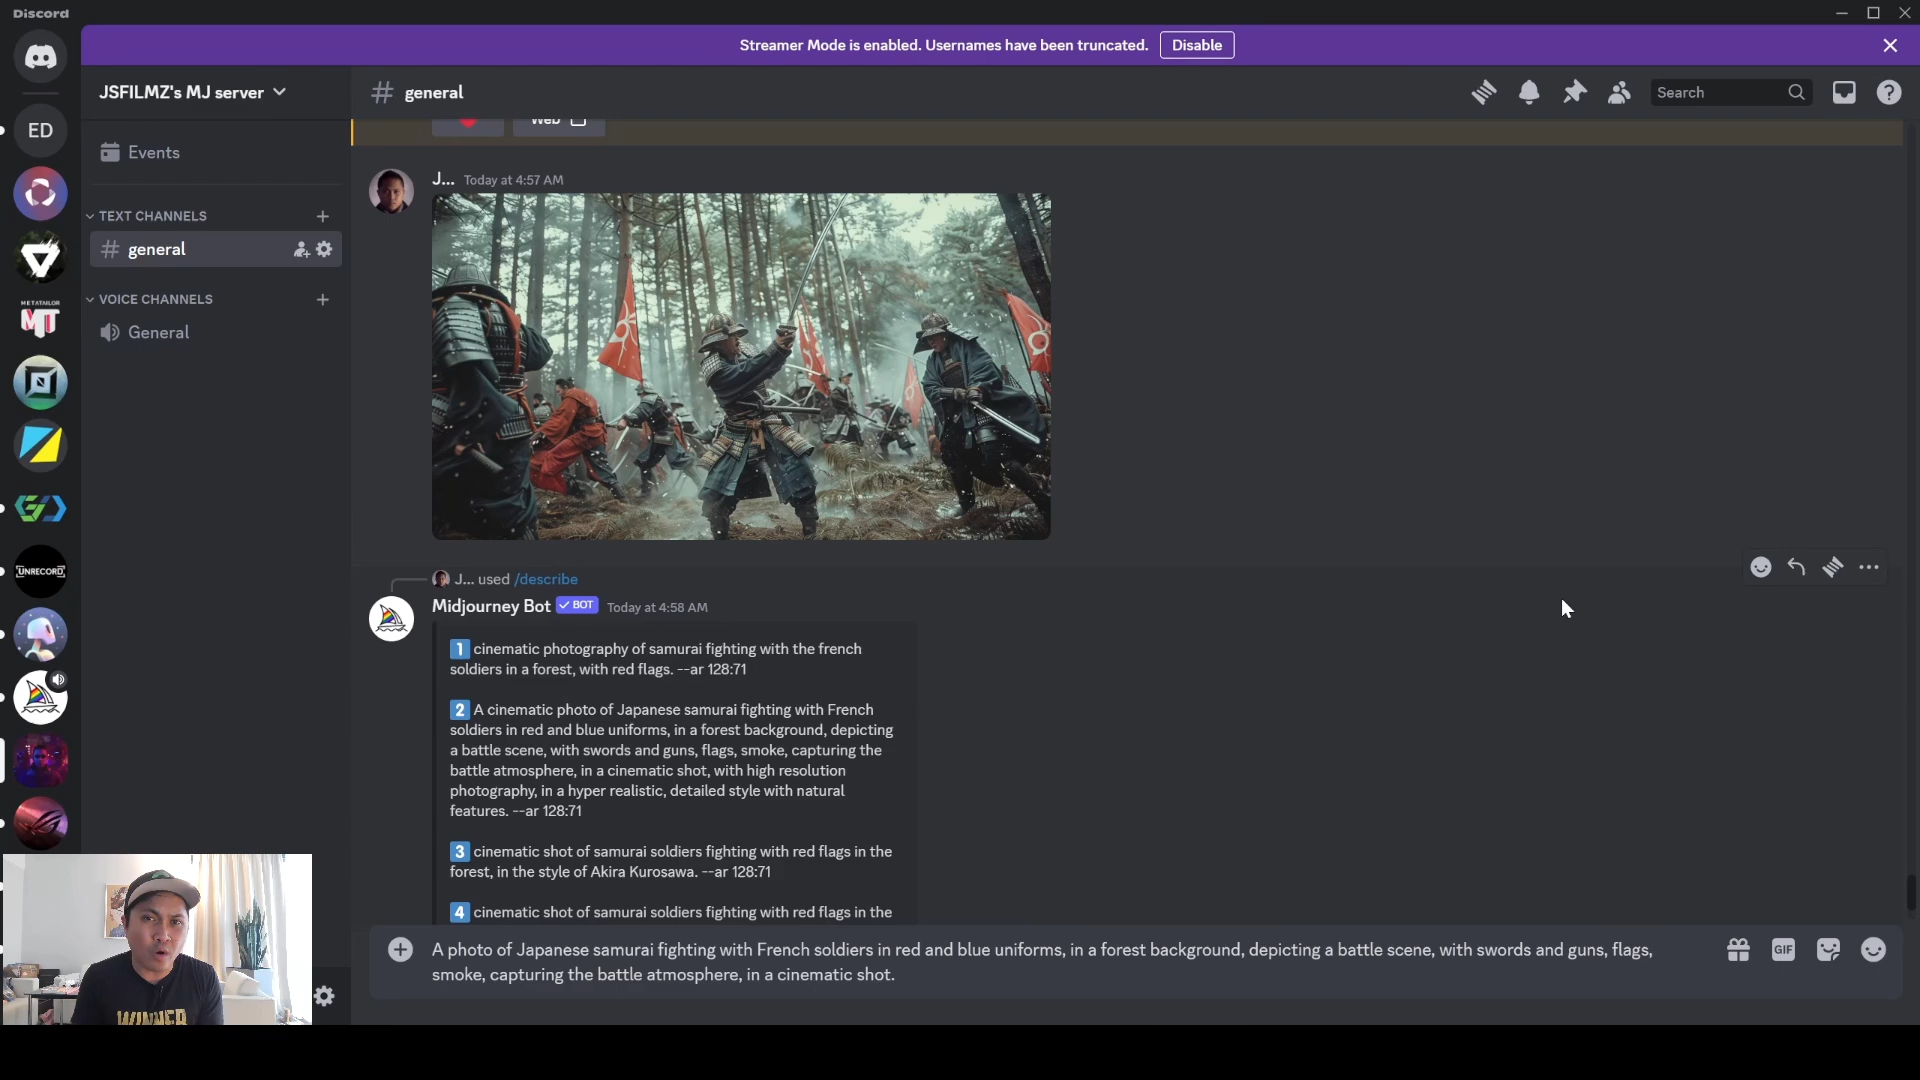 Discord
Streamer Mode is enabled. Usernames have been truncated. Disable
JSFILMZ's MJ server
general
Search
ED
Events
Web
J... Today at 4:57 AM
TEXT CHANNELS
general
METATAILOR
MT
VOICE CHANNELS
General
UNRECORD
J... used /describe
Midjourney Bot BOT Today at 4:58 AM
1 cinematic photography of samurai fighting with the french
soldiers in a forest, with red flags. --ar 128:71
2 A cinematic photo of Japanese samurai fighting with French
soldiers in red and blue uniforms, in a forest background, depicting
a battle scene, with swords and guns, flags, smoke, capturing the
battle atmosphere, in a cinematic shot, with high resolution
photography, in a hyper realistic, detailed style with natural
features. --ar 128:71
3 cinematic shot of samurai soldiers fighting with red flags in the
forest, in the style of Akira Kurosawa. --ar 128:71
4 cinematic shot of samurai soldiers fighting with red flags in the
A photo of Japanese samurai fighting with French soldiers in red and blue uniforms, in a forest background, depicting a battle scene, with swords and guns, flags,
smoke, capturing the battle atmosphere, in a cinematic shot.
GIF
WINNER